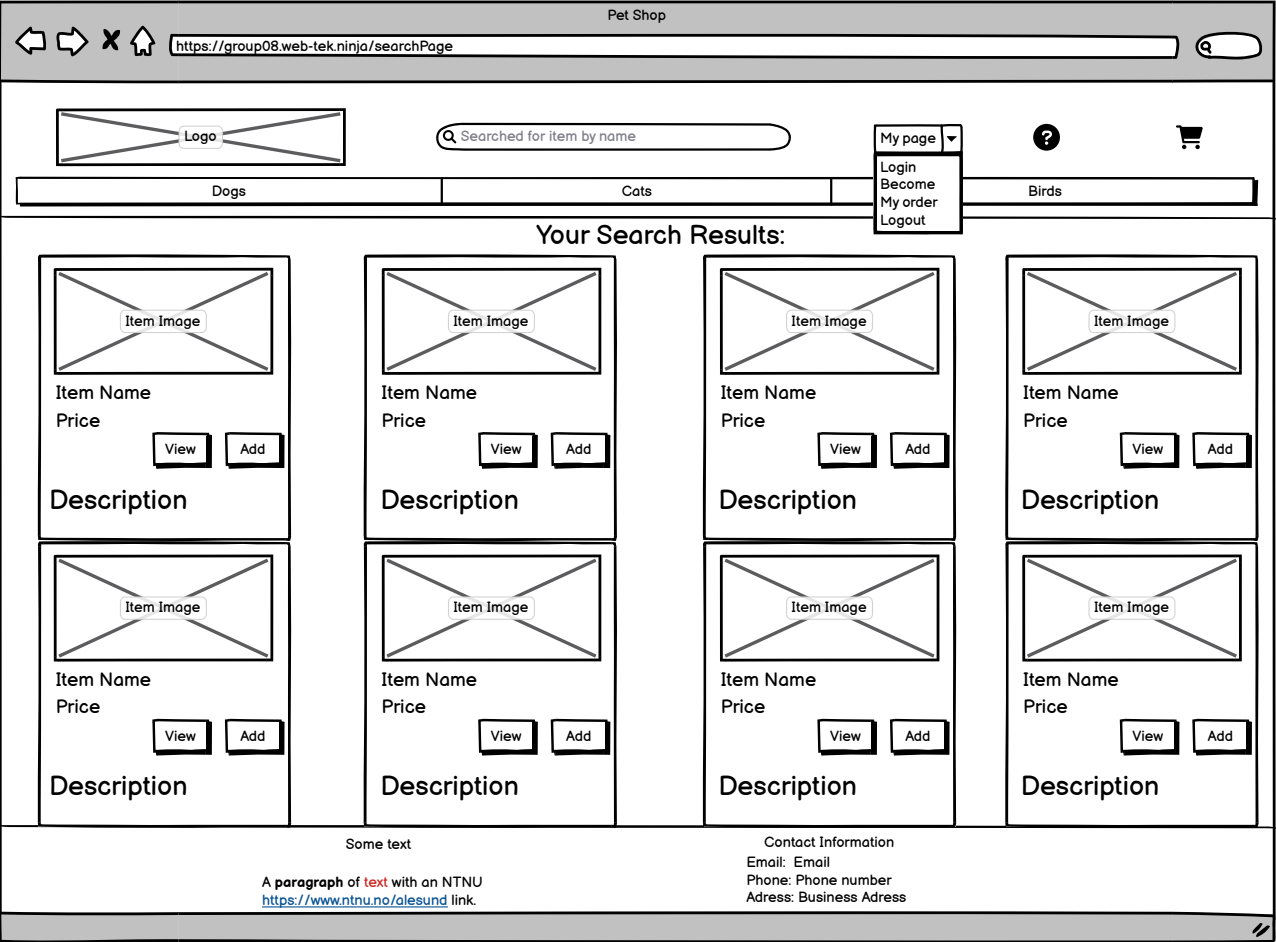 Pet Shop
https://group08.web-tek.ninja/searchPage
Logo
Searched for item by name
My page
Login
Become
My order
Logout
Dogs
Cats
Birds
Your Search Results:
Item Image
Item Name
Price
View
Add
Description
Item Image
Item Name
Price
View
Add
Description
Item Image
Item Name
Price
View
Add
Description
Item Image
Item Name
Price
View
Add
Description
Item Image
Item Name
Price
View
Add
Description
Item Image
Item Name
Price
View
Add
Description
Item Image
Item Name
Price
View
Add
Description
Item Image
Item Name
Price
View
Add
Description
Some text
A paragraph of text with an NTNU
https://www.ntnu.no/alesund link.
Contact Information
Email: Email
Phone: Phone number
Adress: Business Adress